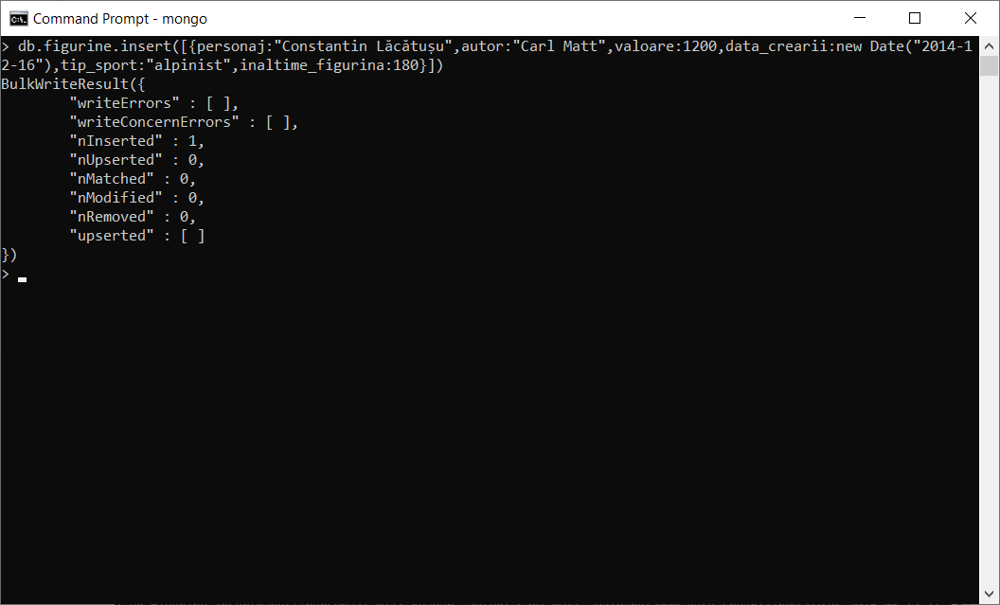 Command Prompt - mongo
> db.figurine.insert([{personaj:"Constantin Lăcătușu",autor:"Carl Matt",valoare:1200,data_crearii:new Date("2014-1
2-16"),tip_sport:"alpinist",inaltime_figurina:180}])
BulkWriteResult({
        "writeErrors" : [ ],
        "writeConcernErrors" : [ ],
        "nInserted" : 1,
        "nUpserted" : 0,
        "nMatched" : 0,
        "nModified" : 0,
        "nRemoved" : 0,
        "upserted" : [ ]
})
>